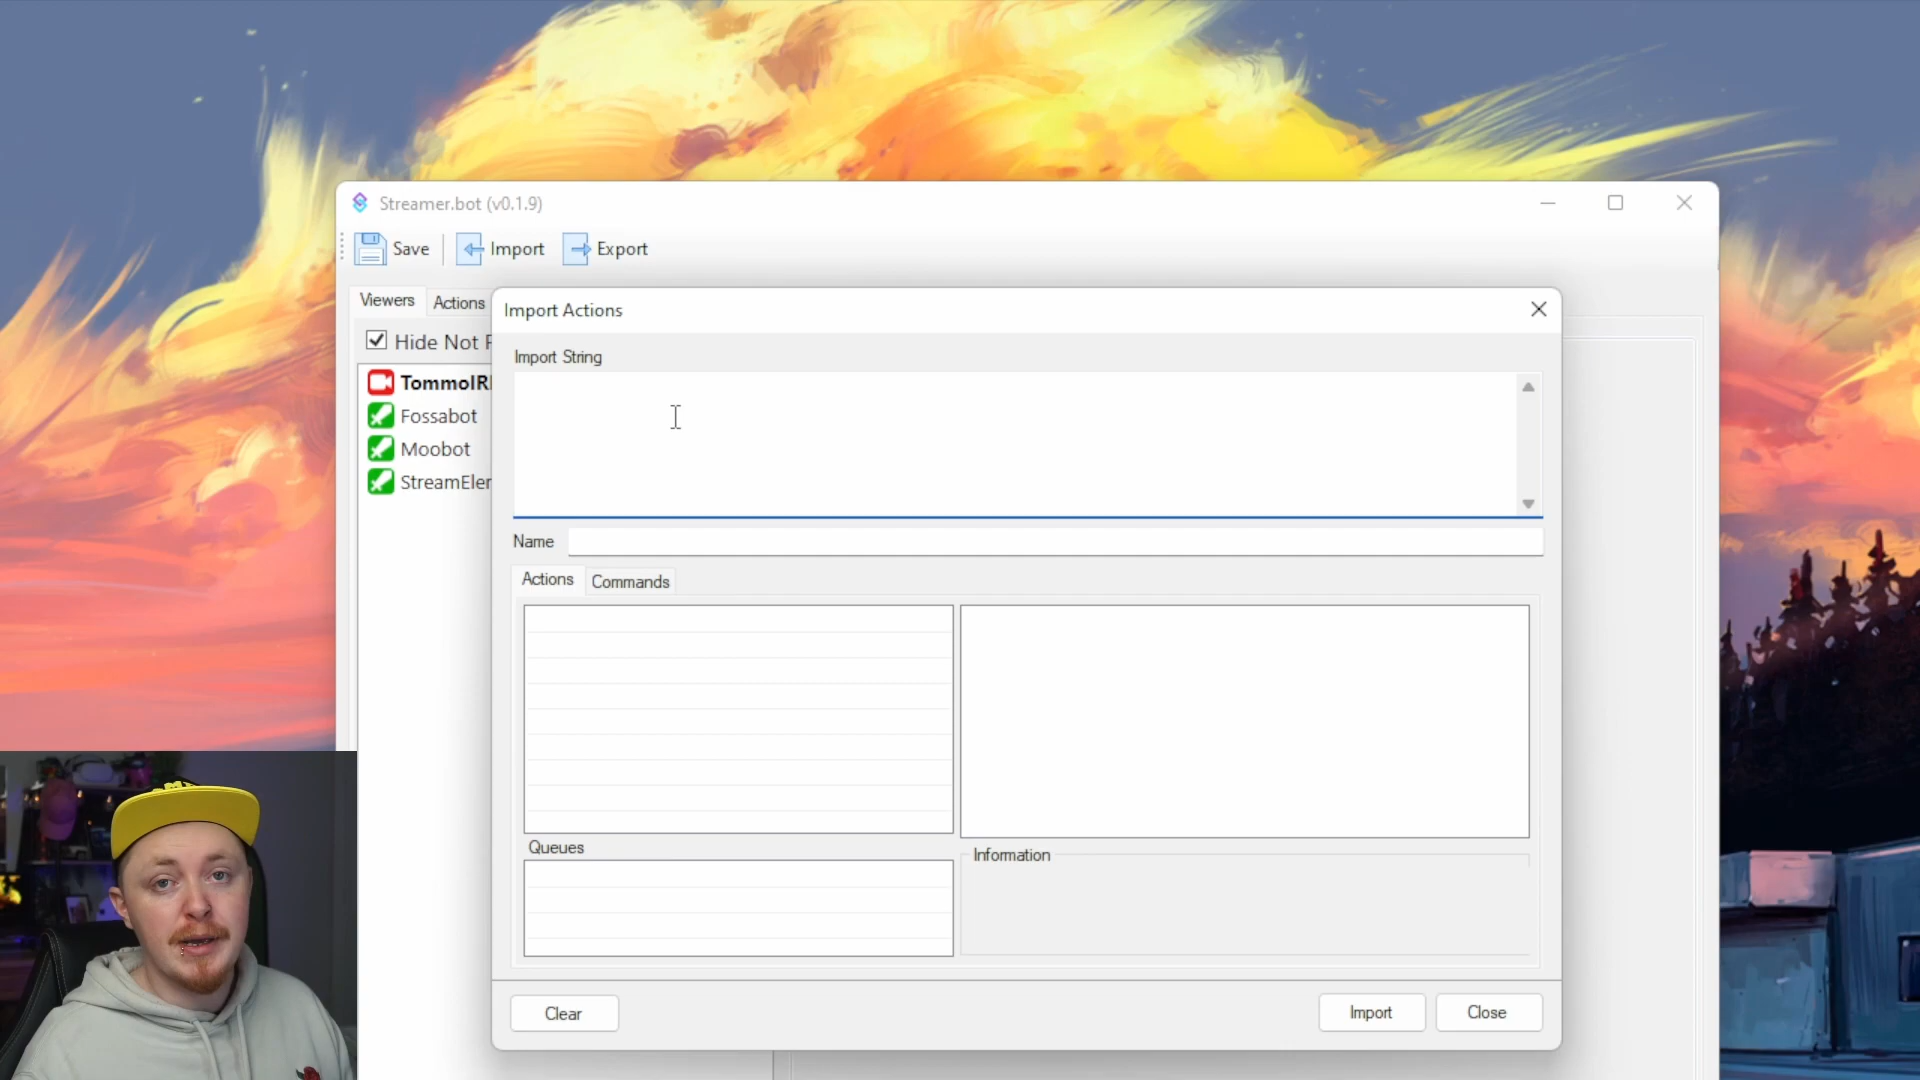 Streamer.bot (v0.1.9)
Save
Import
Export
Viewers
Actions
Import Actions
Hide Not
Import String
Fossabot
Moobot
Name
Actions
Commands
Queues
Information
Clear
Import
Close